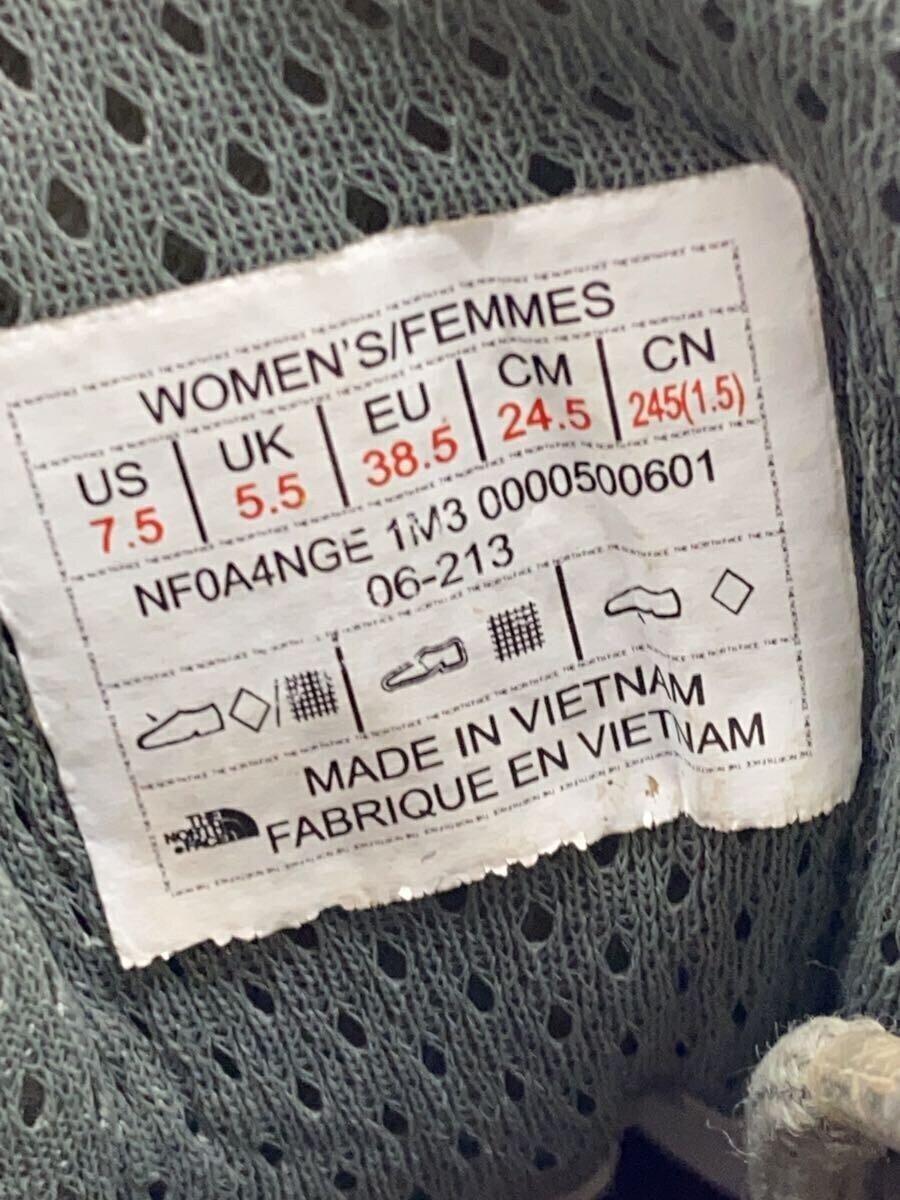 WOMEN'S/FEMMES
US UK EU CM CN
7.5 5.5 38.5 24.5 245(1.5)
NF0A4NGE 1M3 0000500601
06-213
MADE IN VIETNAM
FABRIQUE EN VIETNAM
THE
NORTH
FACE